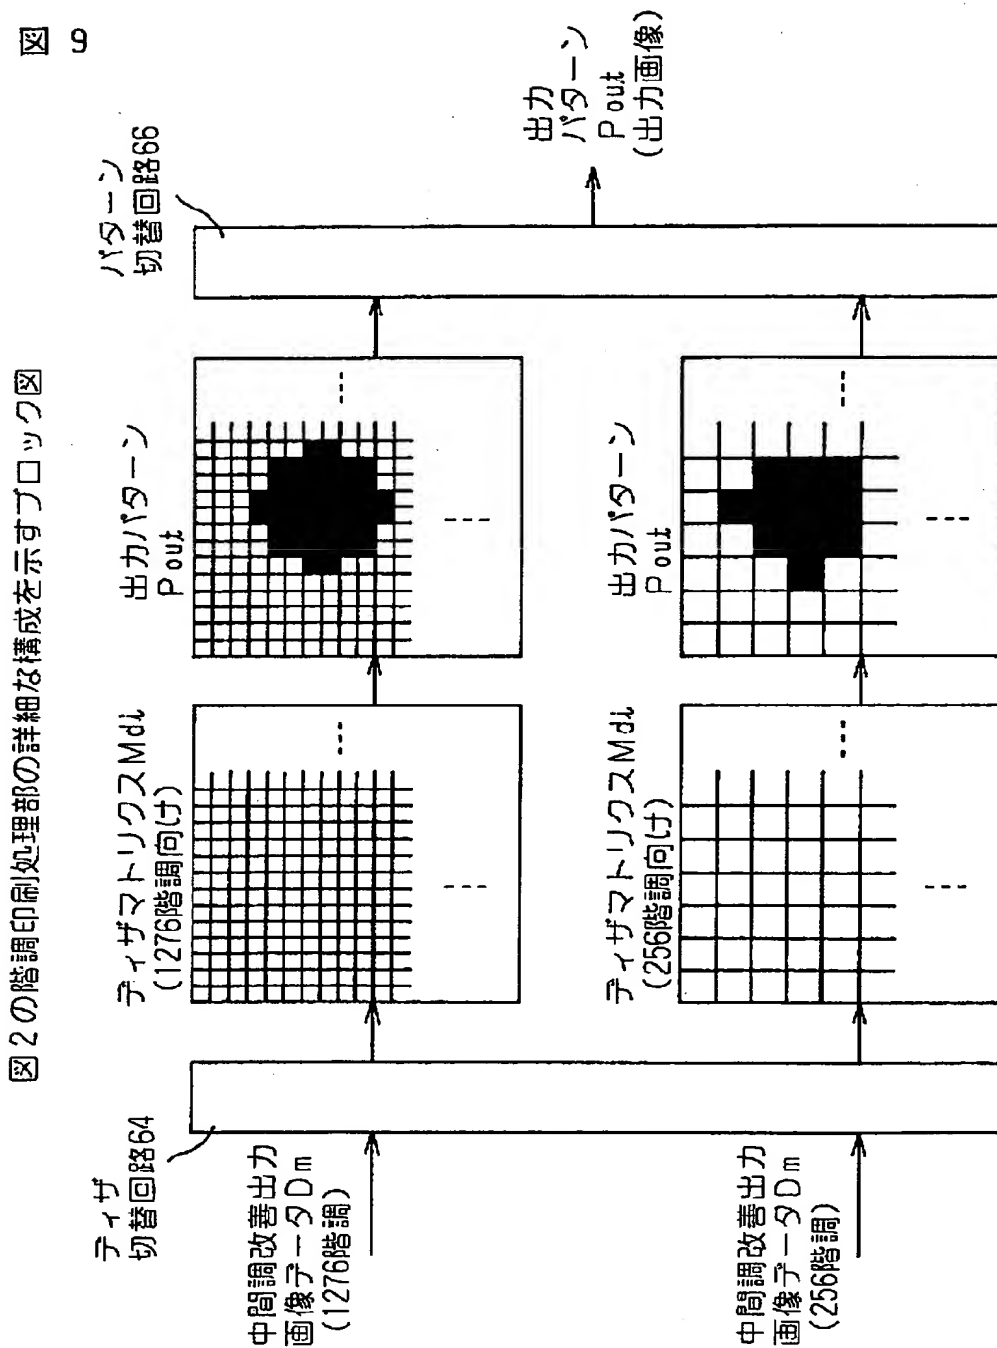 図 9
図2の階調印刷処理部の詳細な構成を示すブロック図
ディザ
切替回路64
中間調改善出力
画像データDm
(1276階調)
ディザマトリクスMdi
(1276階調向け)
出力パターン
Pout
パターン
切替回路66
出力
パターン
Pout
(出力画像)
中間調改善出力
画像データDm
(256階調)
ディザマトリクスMdi
(256階調向け)
出力パターン
Pout